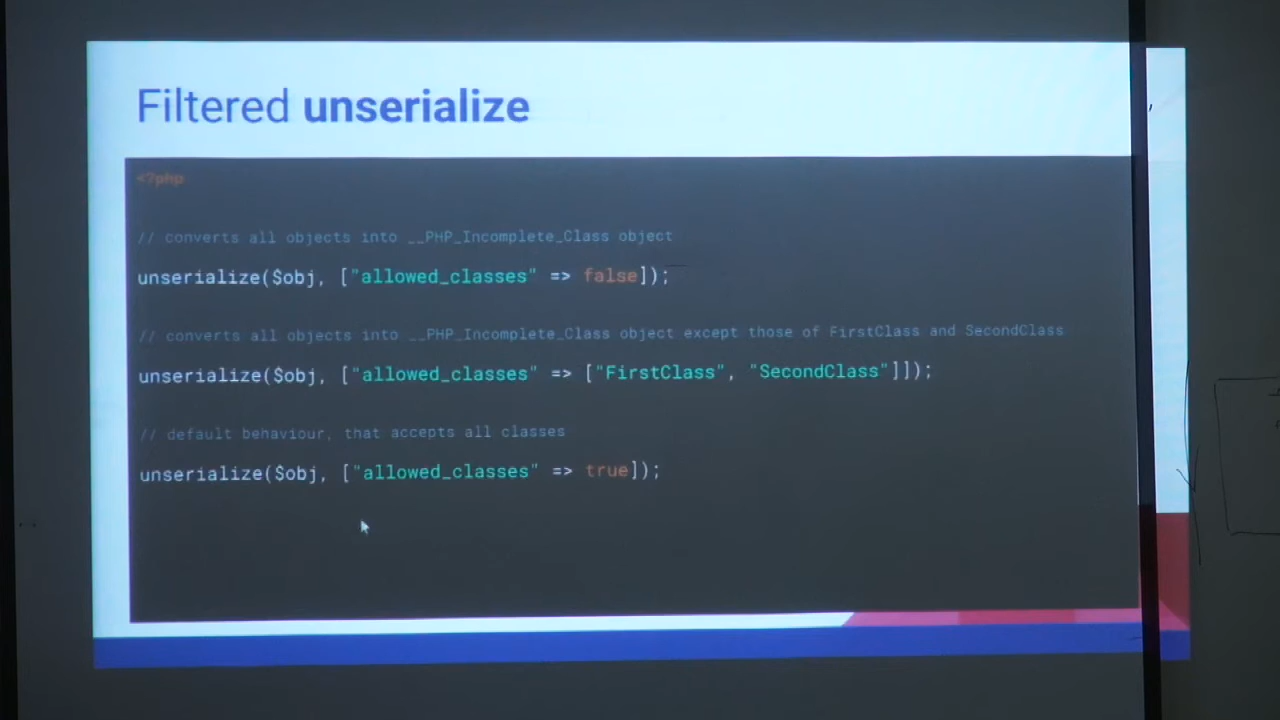 Filtered unserialize
<?php
// converts all objects into __PHP_Incomplete_Class object
unserialize($obj, ["allowed_classes" => false]);
// converts all objects into __PHP_Incomplete_Class object except those of FirstClass and SecondClass
unserialize($obj, ["allowed_classes" => ["FirstClass", "SecondClass"]]);
// default behaviour, that accepts all classes
unserialize($obj, ["allowed_classes" => true]);